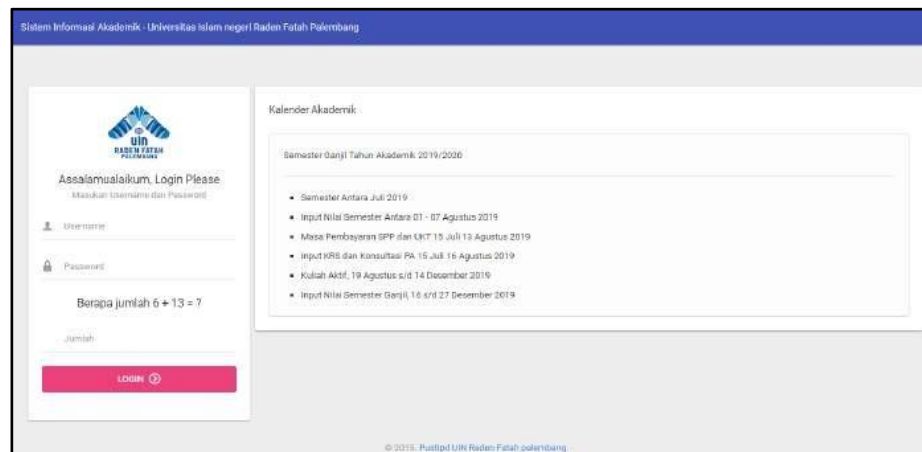 Sistem Informasi Akademik - Universitas Islam negeri Raden Fatah Palembang
uin
RADEN FATAH
PALEMBANG
Assalamualaikum, Login Please
Masukan Username dan Password
Username
Password
Berapa jumlah 6 + 13 = ?
Jumlah
LOGIN
Kalender Akademik
Semester Ganjil Tahun Akademik 2019/2020
Semester Antara Juli 2019
Input Nilai Semester Antara 01 - 07 Agustus 2019
Masa Pembayaran SPP dan UKT 15 Juli 13 Agustus 2019
Input KRS dan Konsultasi PA 15 Juli 16 Agustus 2019
Kuliah Aktif, 19 Agustus s/d 14 Desember 2019
Input Nilai Semester Ganjil, 16 s/d 27 Desember 2019
Pustipd UIN Raden Fatah palembang